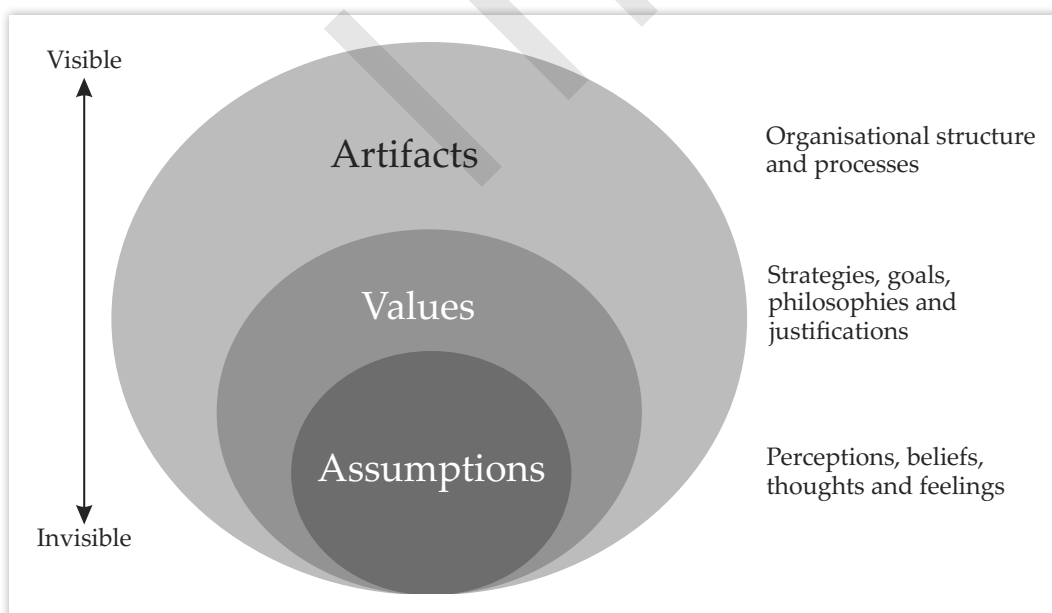 Visible
Artifacts
Organisational structure
and processes
Values
Strategies, goals,
philosophies and
justifications
Assumptions
Perceptions, beliefs,
thoughts and feelings
Invisible